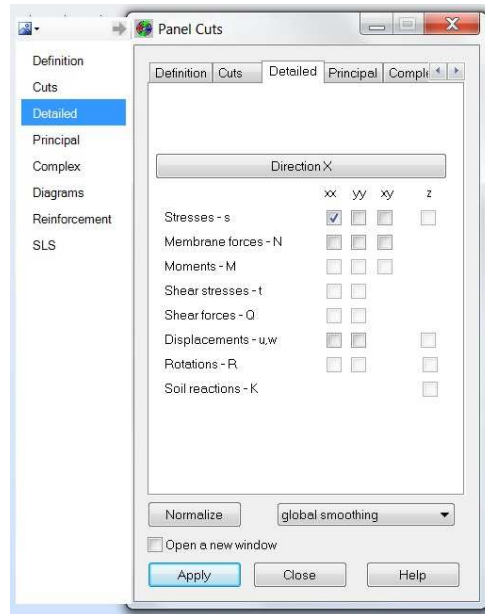 Panel Cuts
Definition
Cuts
Detailed
Principal
Complex
Diagrams
Reinforcement
SLS
Definition Cuts Detailed Principal
Direction X
xx yy xy z
Stresses - s
Membrane forces - N
Moments - M
Shear stresses - t
Shear forces - Q
Displacements - u,w
Rotations - R
Soil reactions - K
Normalize global smoothing
Open a new window
Apply Close Help